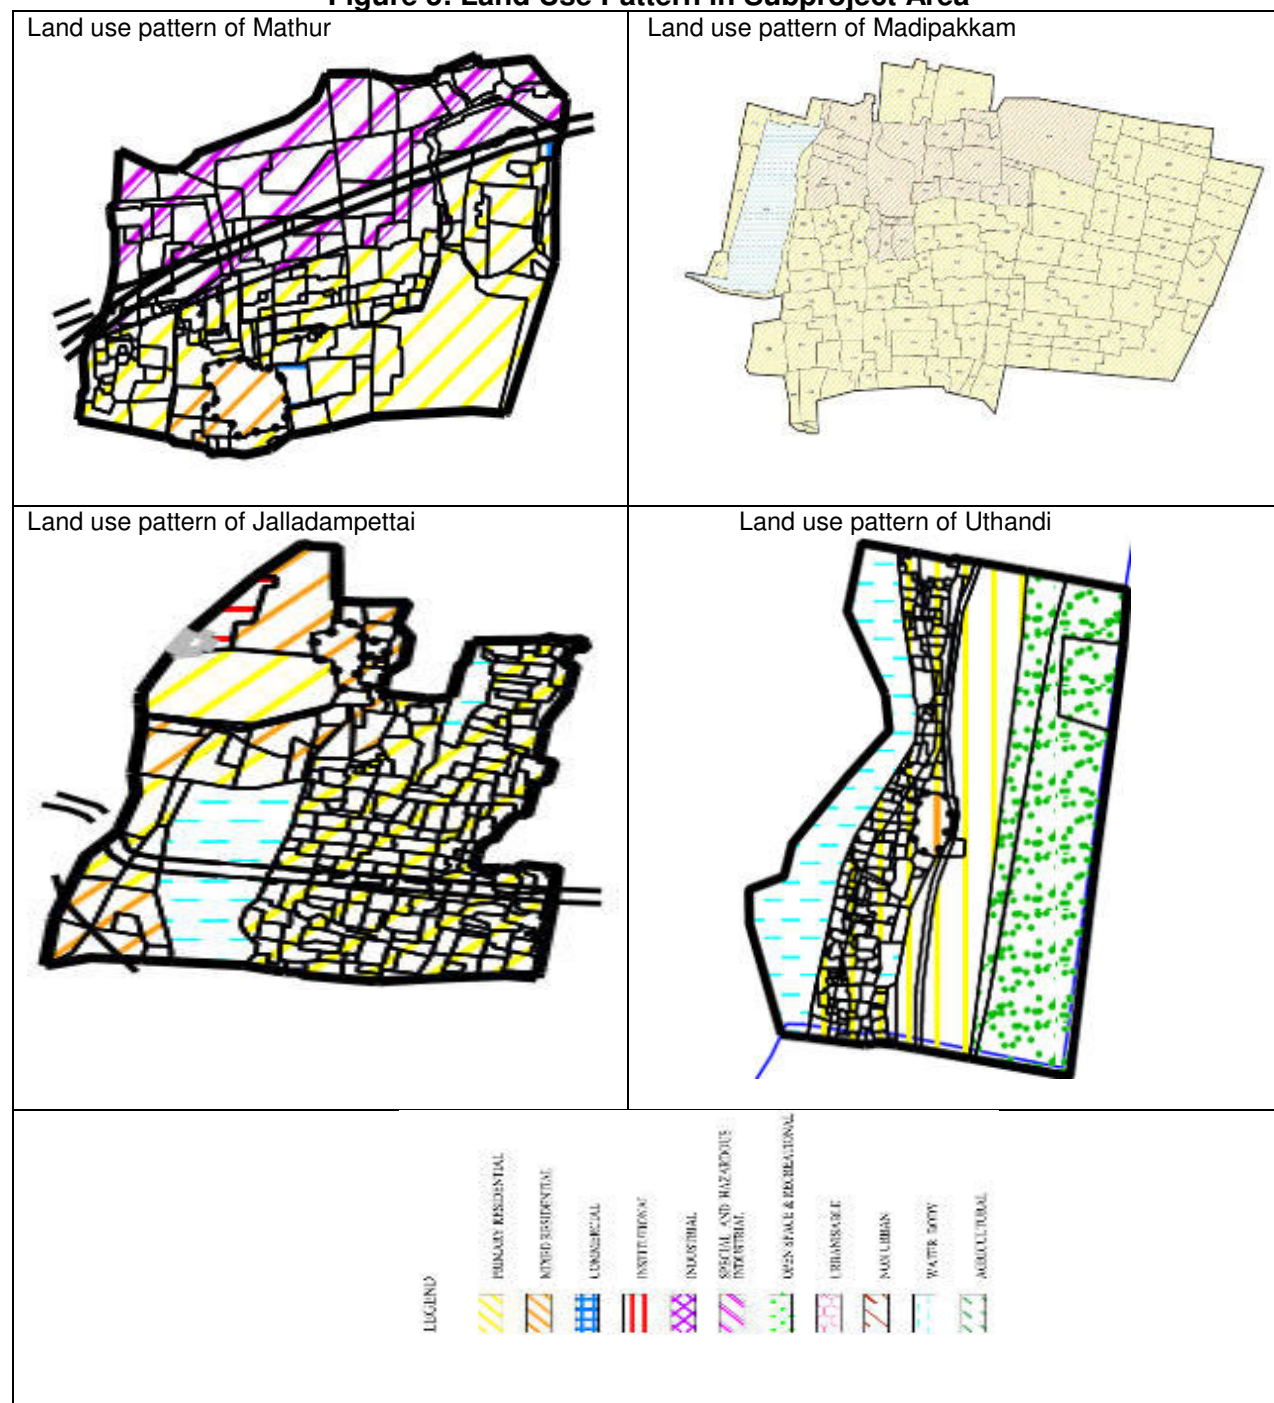 Figure 3: Land Use Pattern in Subproject Area
Land use pattern of Mathur
Land use pattern of Madipakkam
Land use pattern of Jalladampettai
Land use pattern of Uthandi
LEGEND
PRIMARY RESIDENTIAL
MIXED RESIDENTIAL
COMMERCIAL
INSTITUTIONAL
INDUSTRIAL
SPECIAL AND HAZARDOUS
INDUSTRIAL
OPEN SPACE & RECREATIONAL
URBANISABLE
NON URBAN
WATER BODY
AGRICULTURAL